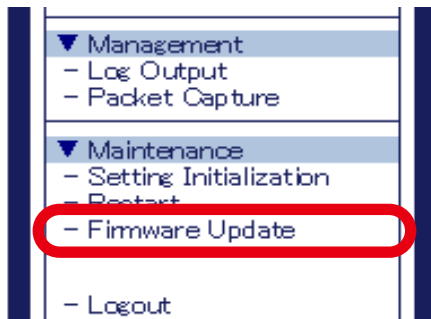 ▼ Management
– Log Output
– Packet Capture
▼ Maintenance
– Setting Initialization
– Restart
– Firmware Update
– Logout